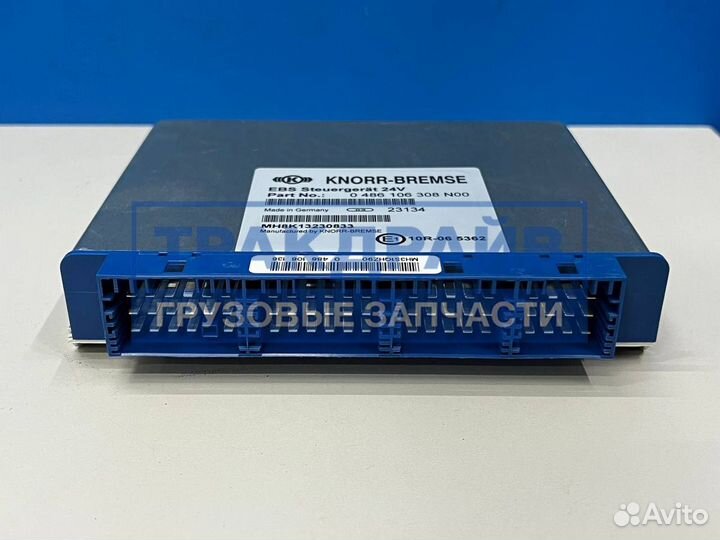 KNORR-BREMSE
EBS Steuergerät 24V
Part No.: 0 486 106 308 N00
Made in Germany 23134
MH8K13230833
Manufactured by KNORR-BREMSE
E1 10R-06 5362
ТРАКДРАЙВ
ГРУЗОВЫЕ ЗАПЧАСТИ
Avito